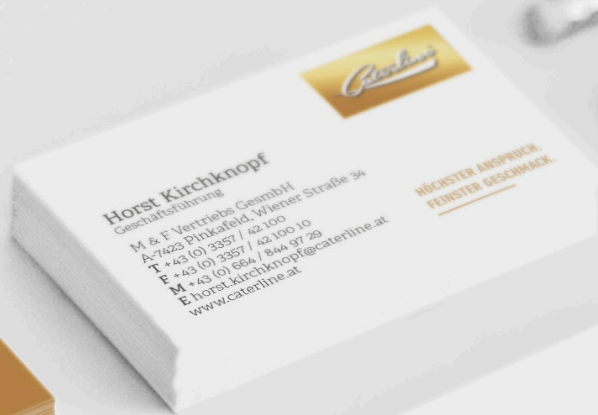 Caterline
Horst Kirchknopf
Geschäftsführung
M & F Vertriebs GesmbH
A-7423 Pinkafeld, Wiener Straße 34
T +43 (0) 3357 / 42 100
F +43 (0) 3357 / 42 100 10
M +43 (0) 664 / 844 97 29
E horst.kirchknopf@caterline.at
www.caterline.at
HÖCHSTER ANSPRUCH.
FEINSTER GESCHMACK.